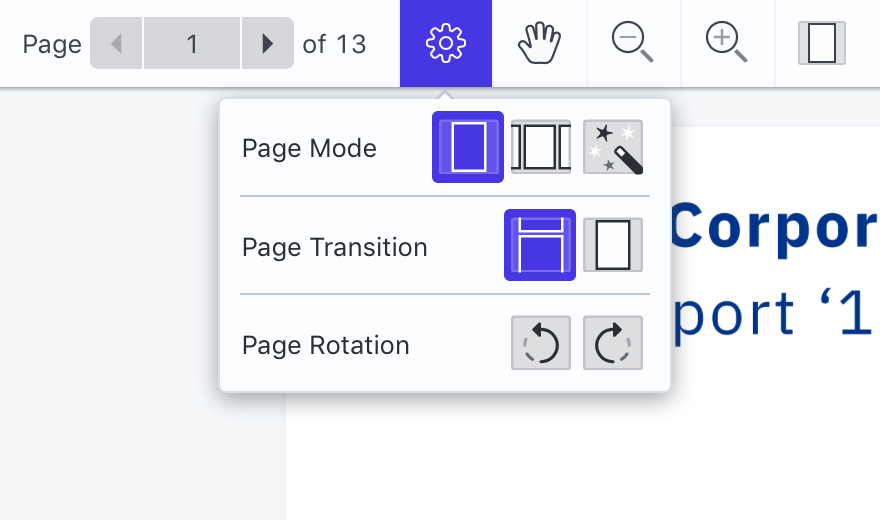 Page 1 of 13
Page Mode
Page Transition
Page Rotation
Corpor
port ‘1